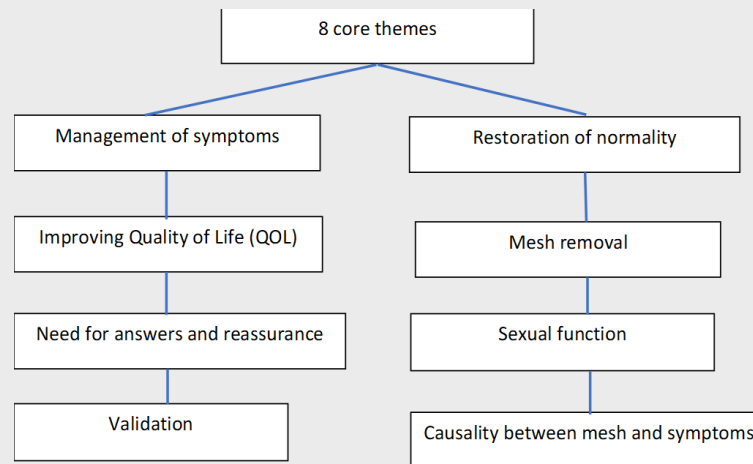 8 core themes
Management of symptoms
Restoration of normality
Improving Quality of Life (QOL)
Mesh removal
Need for answers and reassurance
Sexual function
Validation
Causality between mesh and symptoms